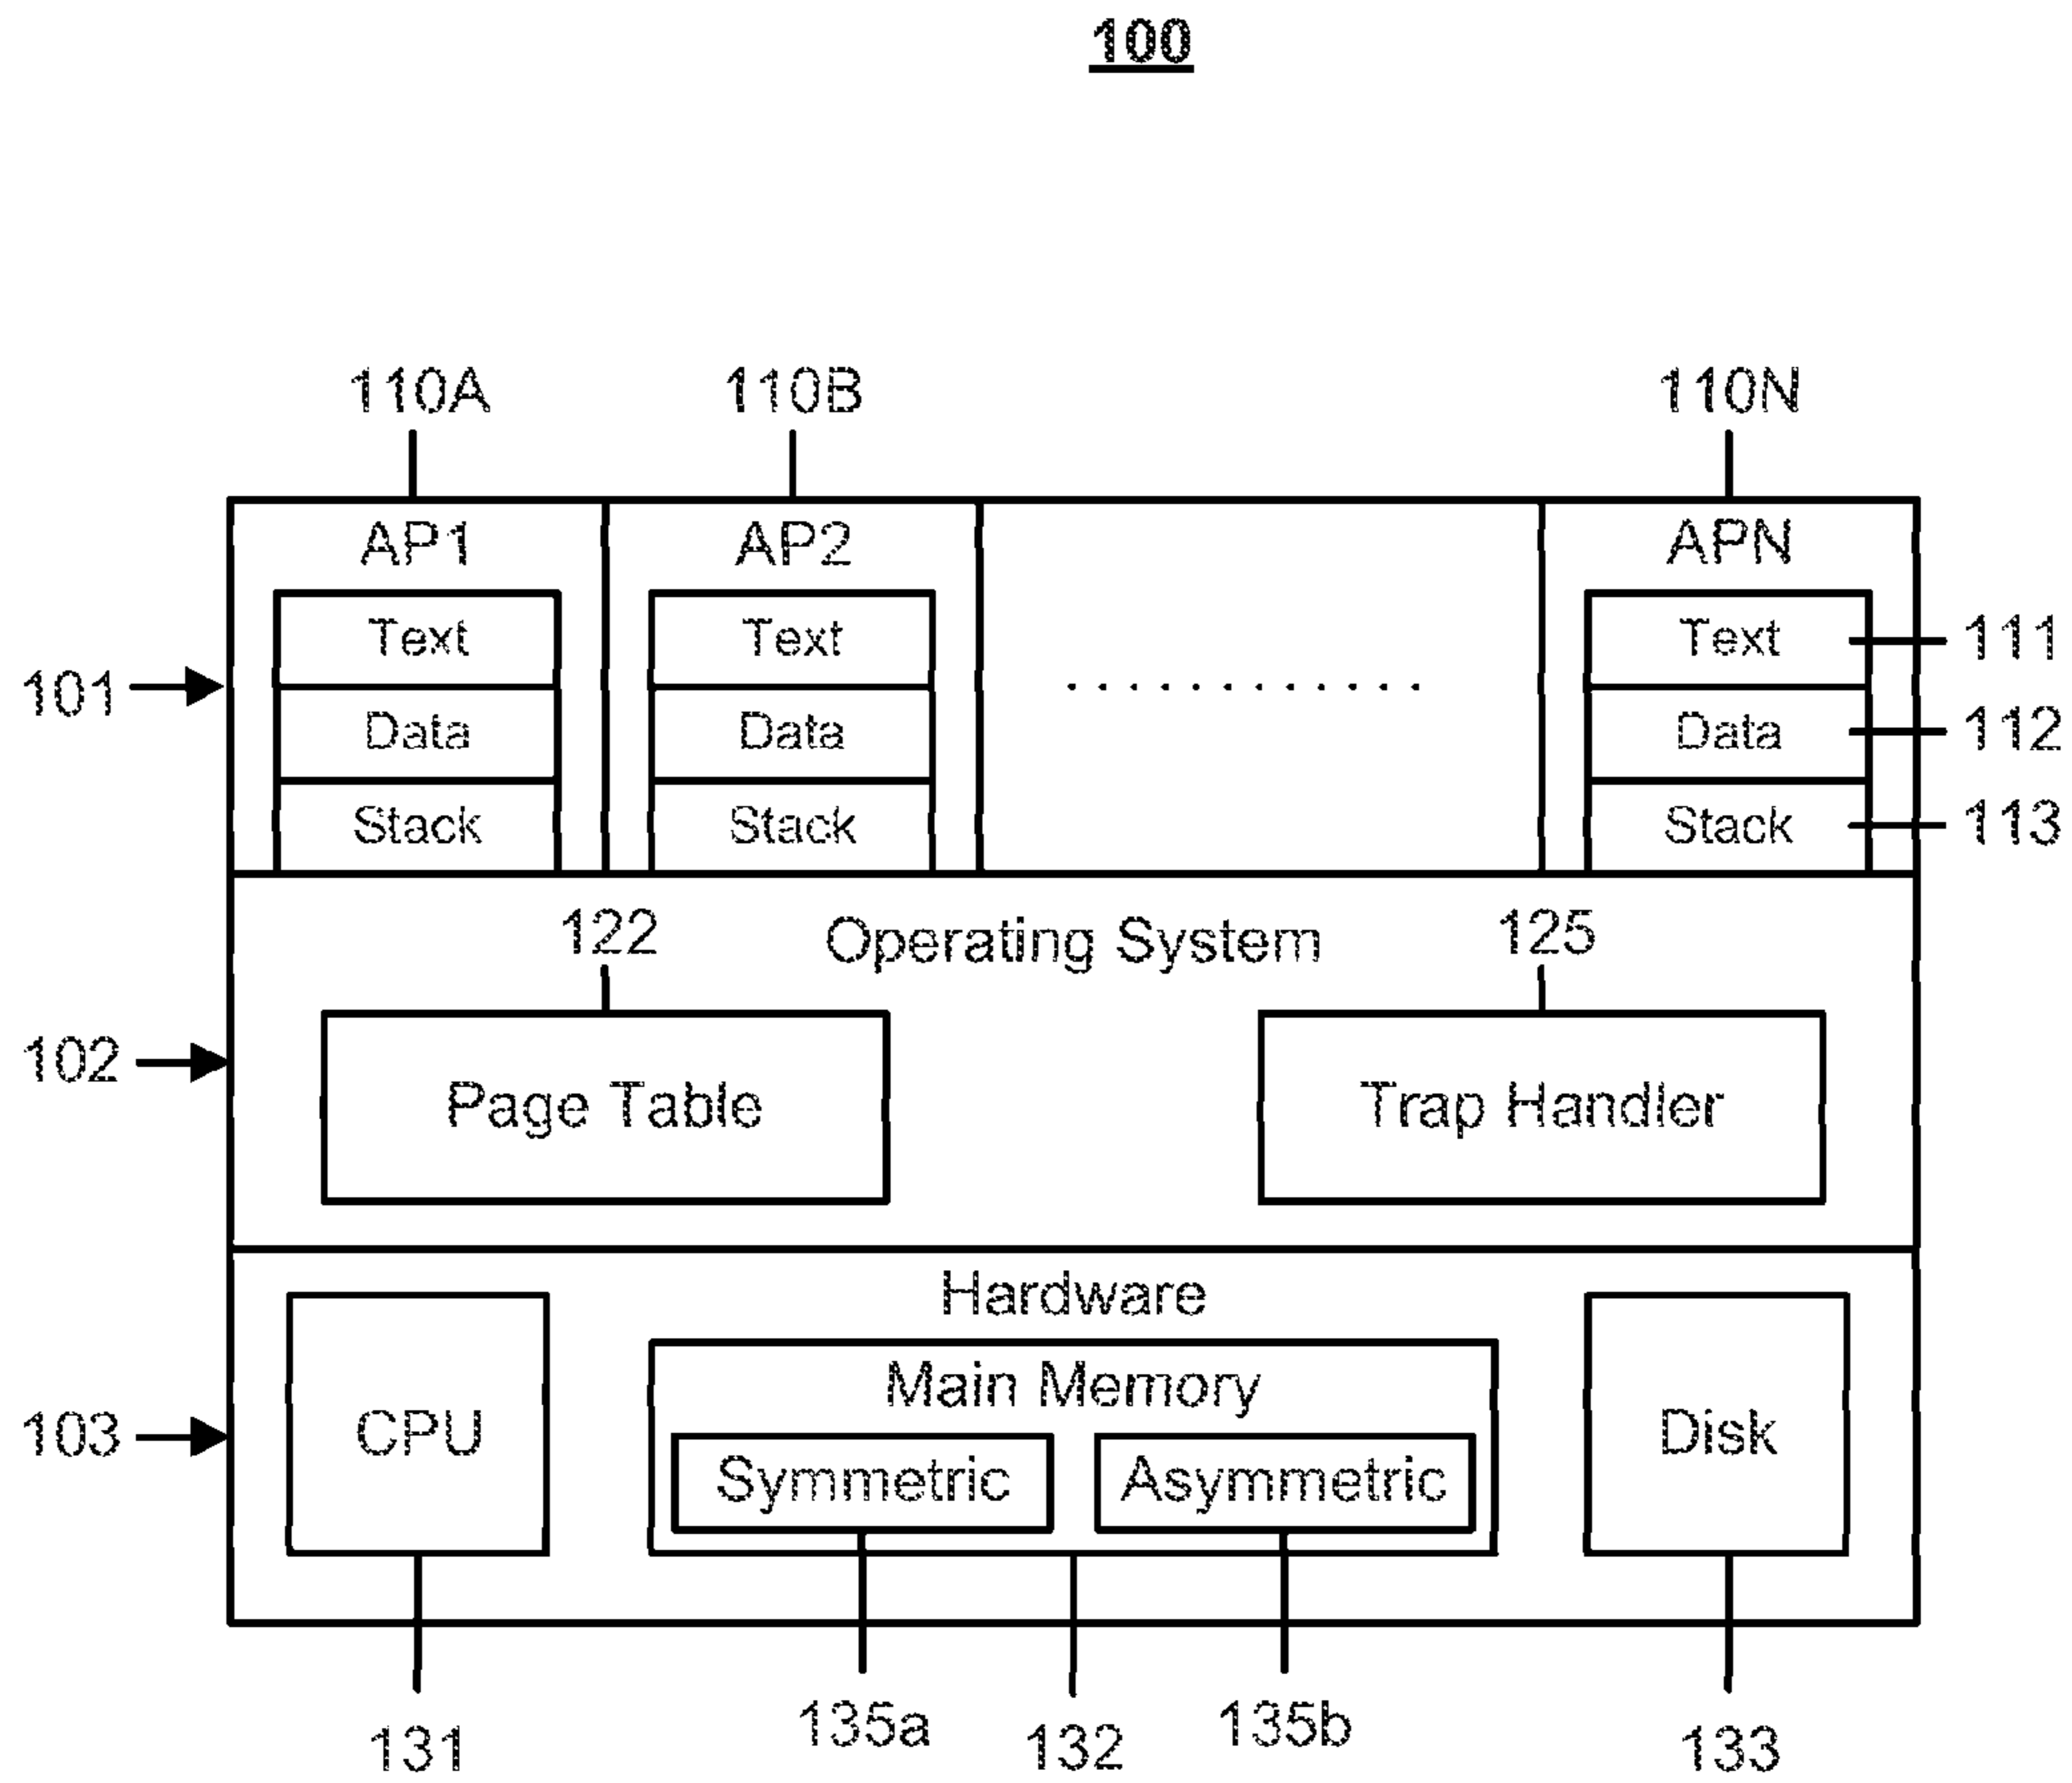 100
110A 110B 110N
AP1 AP2 APN
Text Text Text 111
101
Data Data Data 112
Stack Stack Stack 113
122 Operating System 125
102
Page Table Trap Handler
Hardware
Main Memory
103 CPU Disk
Symmetric Asymmetric
135a 135b
131 132 133